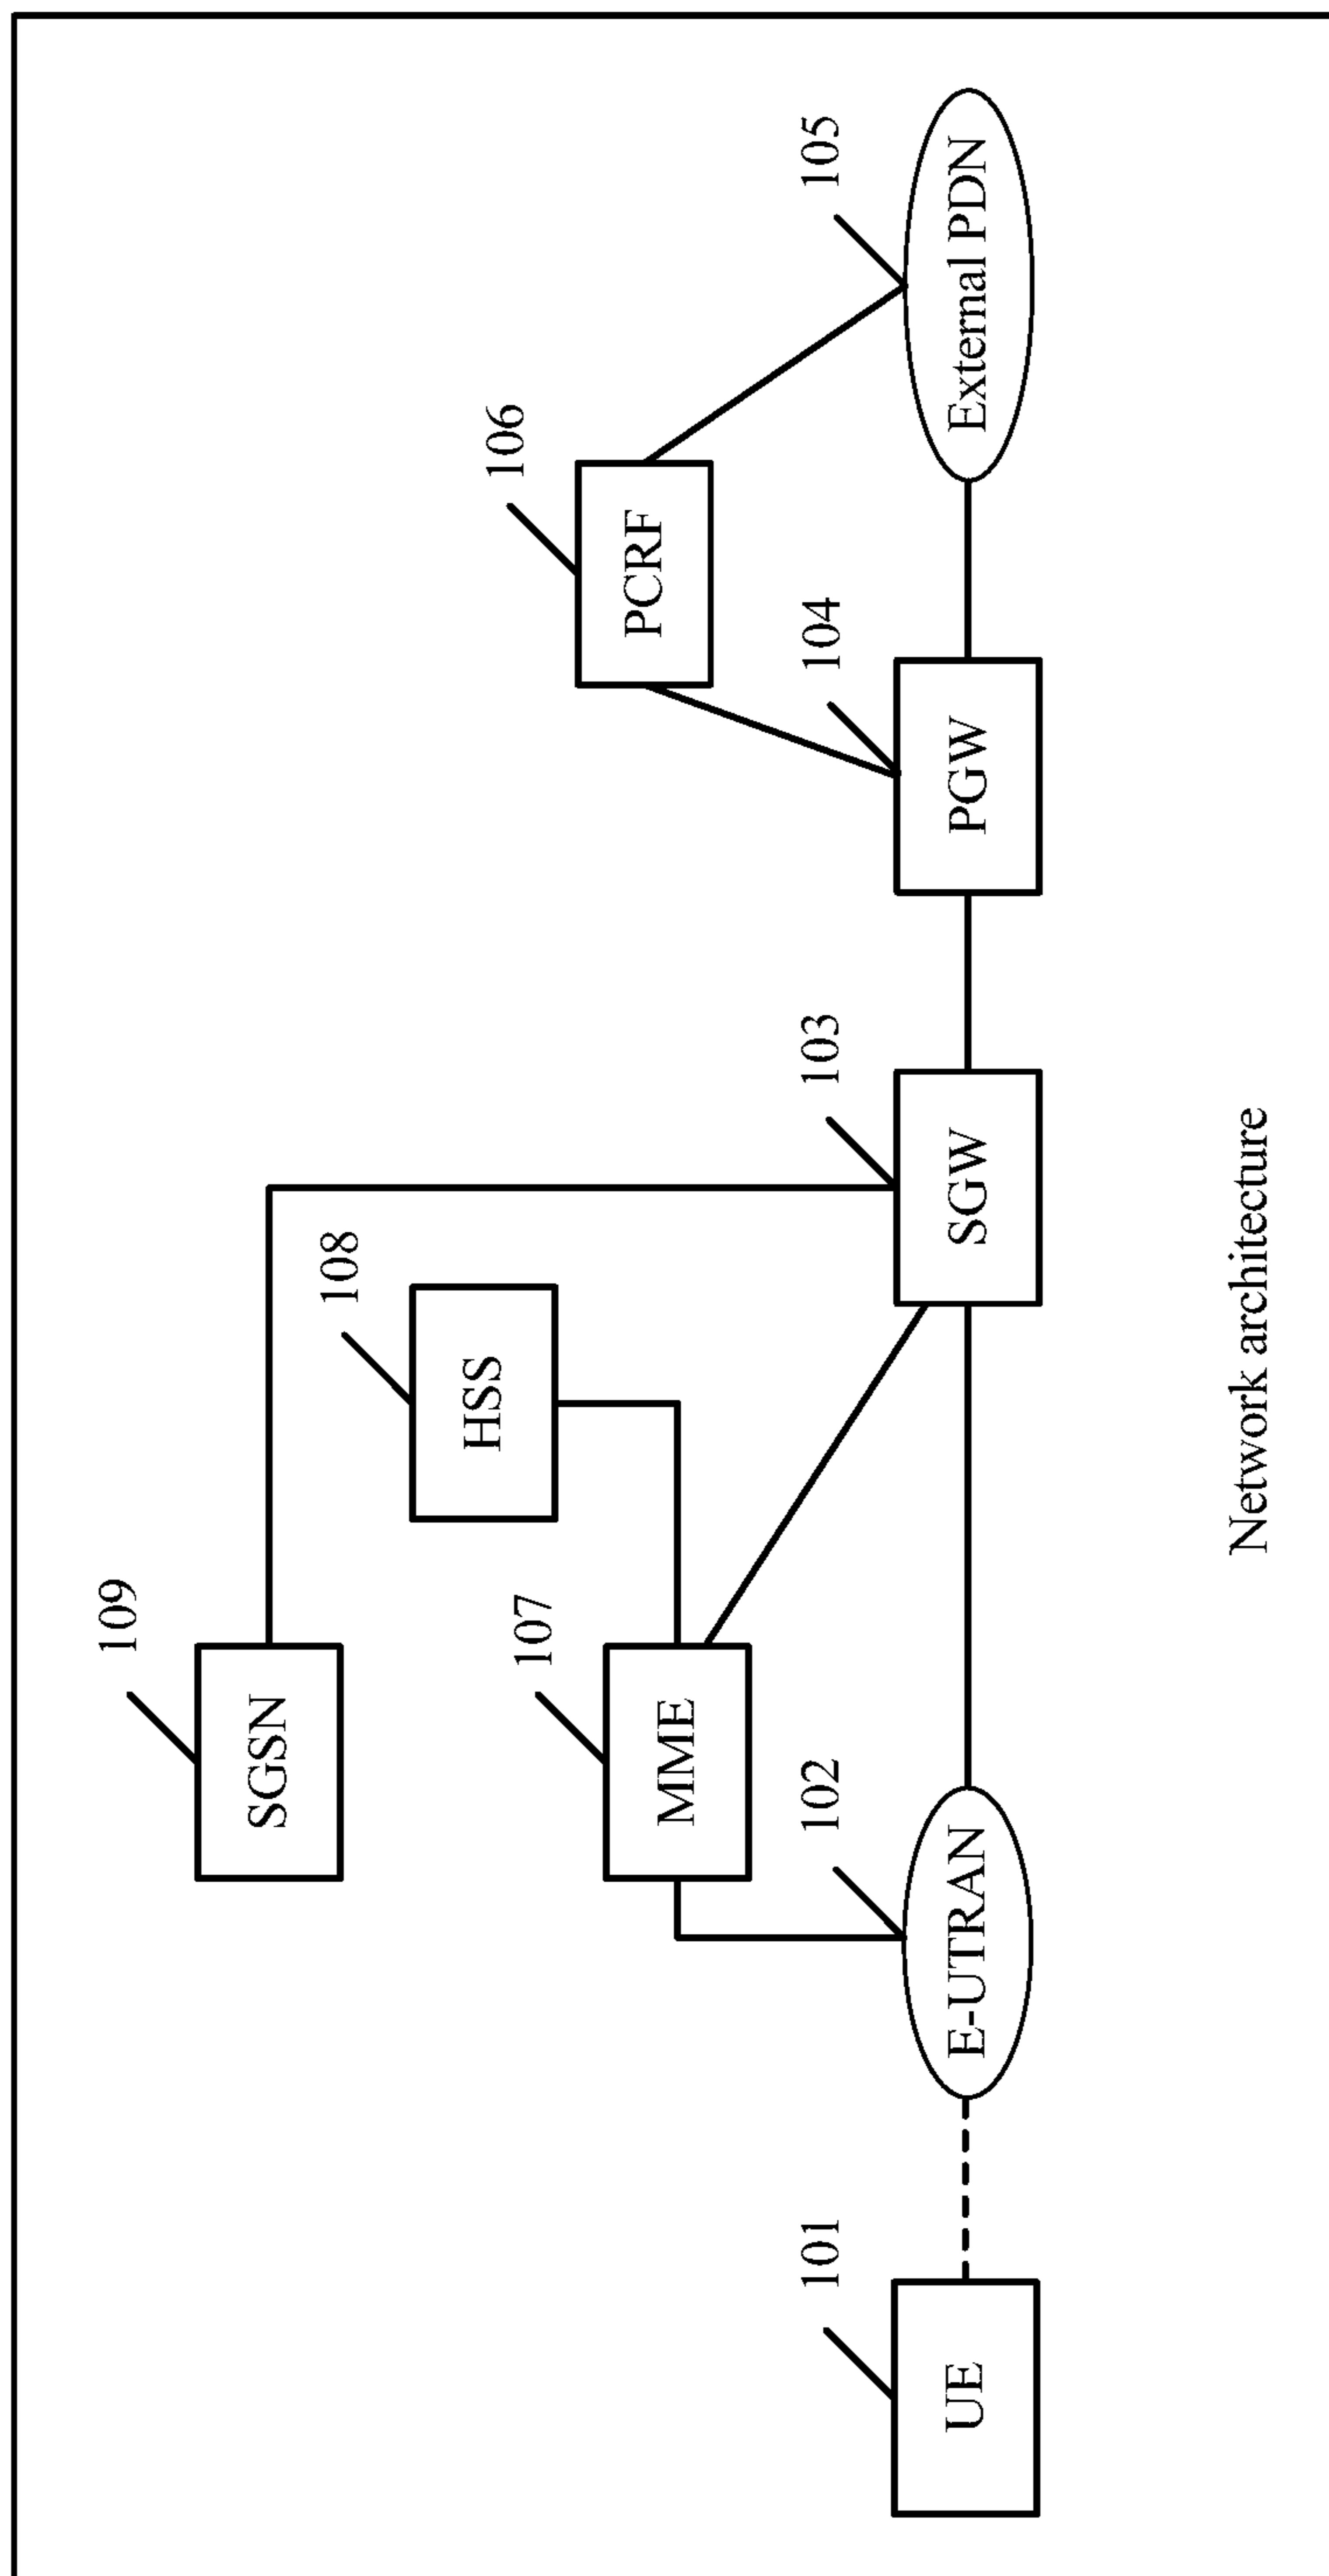 109
SGSN
108
HSS
106
PCRF
107
MME
101
UE
102
E-UTRAN
103
SGW
104
PGW
105
External PDN
Network architecture